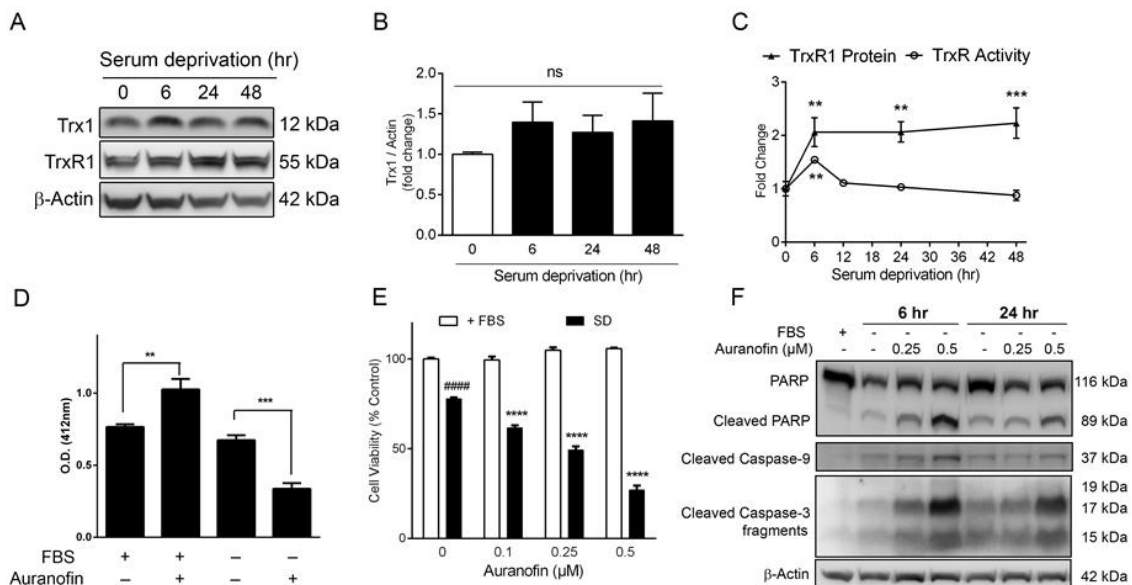 A
Serum deprivation (hr)
0 6 24 48
Trx1 12 kDa
TrxR1 55 kDa
β-Actin 42 kDa
B
ns
Trx1 / Actin
(fold change)
2.0
1.5
1.0
0.5
0.0
0 6 24 48
Serum deprivation (hr)
C
TrxR1 Protein TrxR Activity
Fold Change
3
2
1
0
** ** ***
**
0 6 12 18 24 30 36 42 48
Serum deprivation (hr)
D
** ***
O.D. (412nm)
1.0
0.5
0.0
FBS + + – –
Auranofin – + – +
E
+ FBS SD
Cell Viability (% Control)
100
50
0
#### **** **** ****
0 0.1 0.25 0.5
Auranofin (µM)
F
6 hr 24 hr
FBS + - - - - - -
Auranofin (µM) - - 0.25 0.5 - 0.25 0.5
PARP 116 kDa
Cleaved PARP 89 kDa
Cleaved Caspase-9 37 kDa
19 kDa
Cleaved Caspase-3 17 kDa
fragments
15 kDa
β-Actin 42 kDa